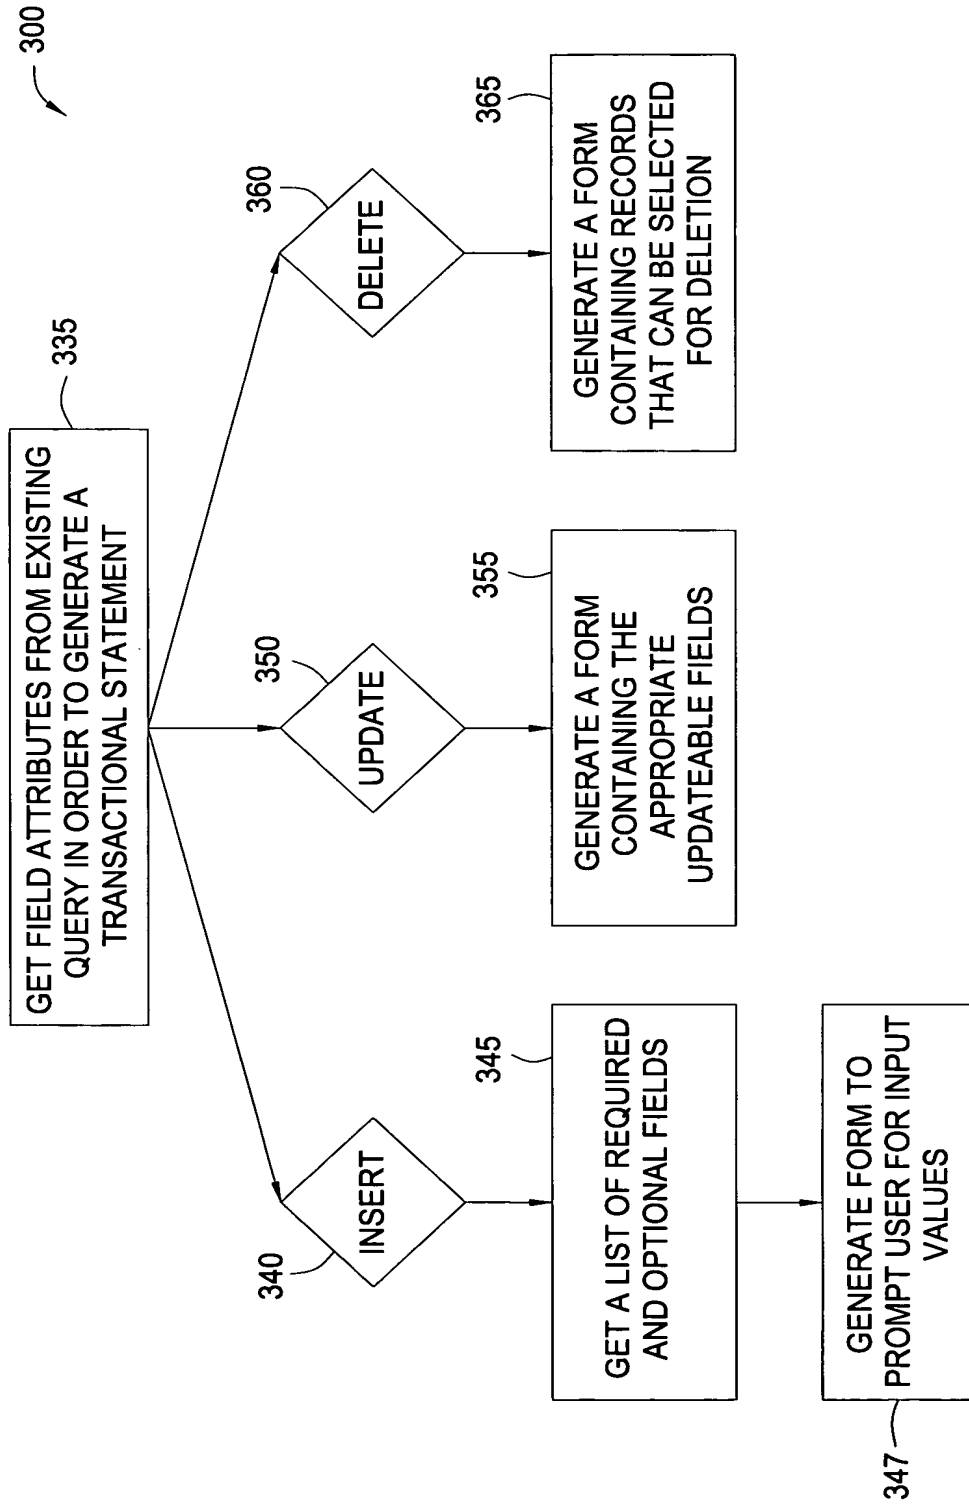 300
335
GET FIELD ATTRIBUTES FROM EXISTING
QUERY IN ORDER TO GENERATE A
TRANSACTIONAL STATEMENT
340
INSERT
350
UPDATE
360
DELETE
345
GET A LIST OF REQUIRED
AND OPTIONAL FIELDS
355
GENERATE A FORM
CONTAINING THE
APPROPRIATE
UPDATEABLE FIELDS
365
GENERATE A FORM
CONTAINING RECORDS
THAT CAN BE SELECTED
FOR DELETION
347
GENERATE FORM TO
PROMPT USER FOR INPUT
VALUES